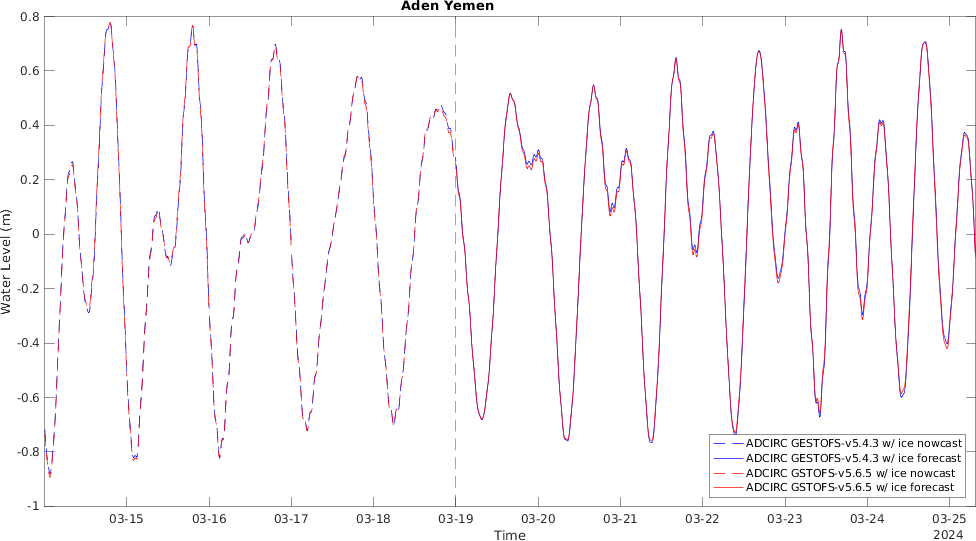 Aden Yemen
0.8
0.6
0.4
0.2
0
-0.2
-0.4
-0.6
-0.8
-1
Water Level (m)
ADCIRC GESTOFS-v5.4.3 w/ ice nowcast
ADCIRC GESTOFS-v5.4.3 w/ ice forecast
ADCIRC GSTOFS-v5.6.5 w/ ice nowcast
ADCIRC GSTOFS-v5.6.5 w/ ice forecast
03-15 03-16 03-17 03-18 03-19 03-20 03-21 03-22 03-23 03-24 03-25
Time 2024